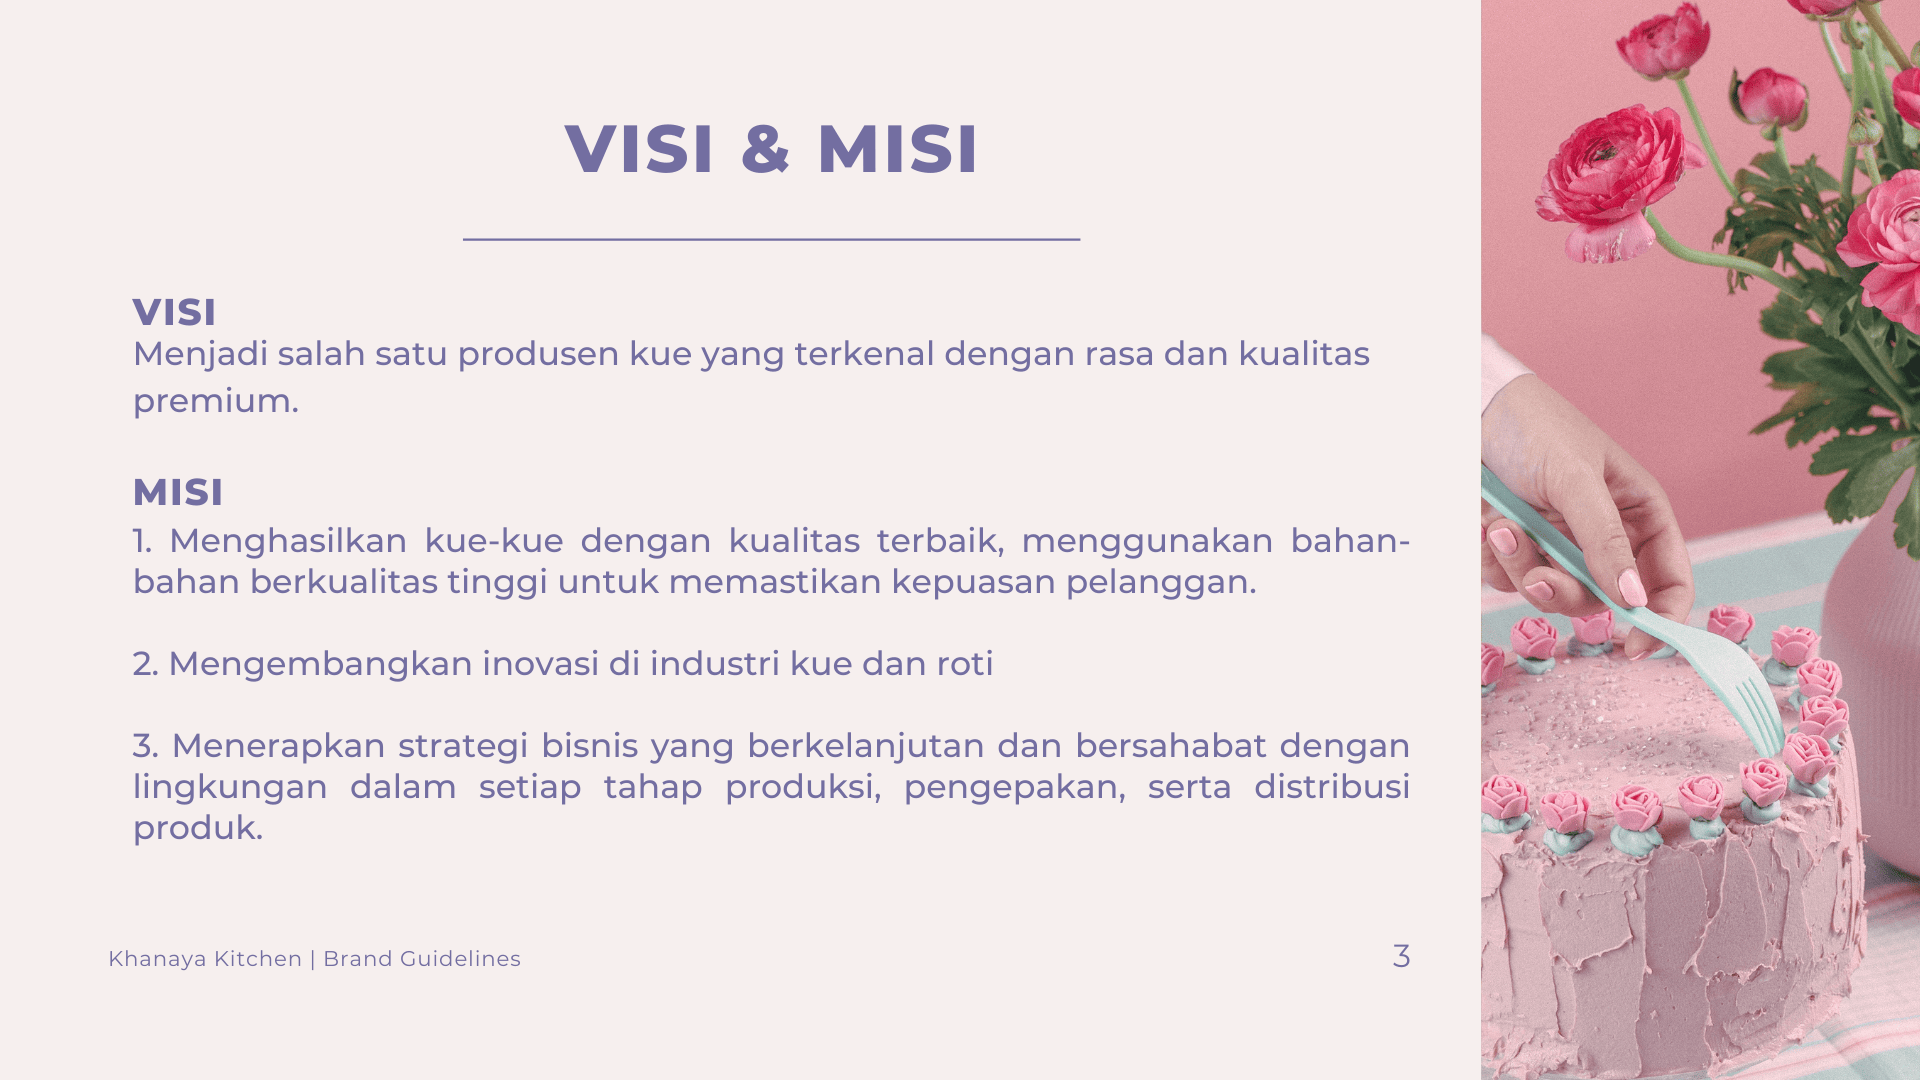 VISI & MISI
VISI
Menjadi salah satu produsen kue yang terkenal dengan rasa dan kualitas
premium.
MISI
1. Menghasilkan kue-kue dengan kualitas terbaik, menggunakan bahan-
bahan berkualitas tinggi untuk memastikan kepuasan pelanggan.
2. Mengembangkan inovasi di industri kue dan roti
3. Menerapkan strategi bisnis yang berkelanjutan dan bersahabat dengan
lingkungan dalam setiap tahap produksi, pengepakan, serta distribusi
produk.
Khanaya Kitchen | Brand Guidelines
3